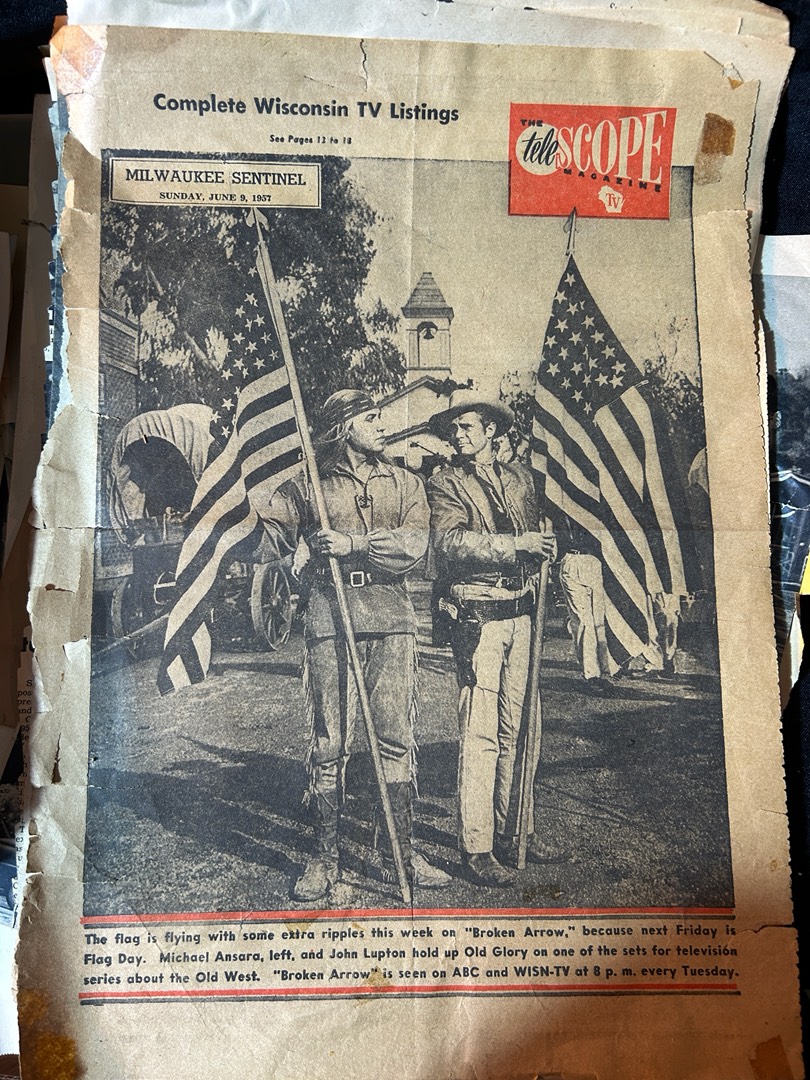 Complete Wisconsin TV Listings
See Pages 13 to 18
THE
teleSCOPE
MAGAZINE
TV
MILWAUKEE SENTINEL
SUNDAY, JUNE 9, 1957
The flag is flying with some extra ripples this week on "Broken Arrow," because next Friday is
Flag Day. Michael Ansara, left, and John Lupton hold up Old Glory on one of the sets for television
series about the Old West. "Broken Arrow" is seen on ABC and WISN-TV at 8 p. m. every Tuesday.